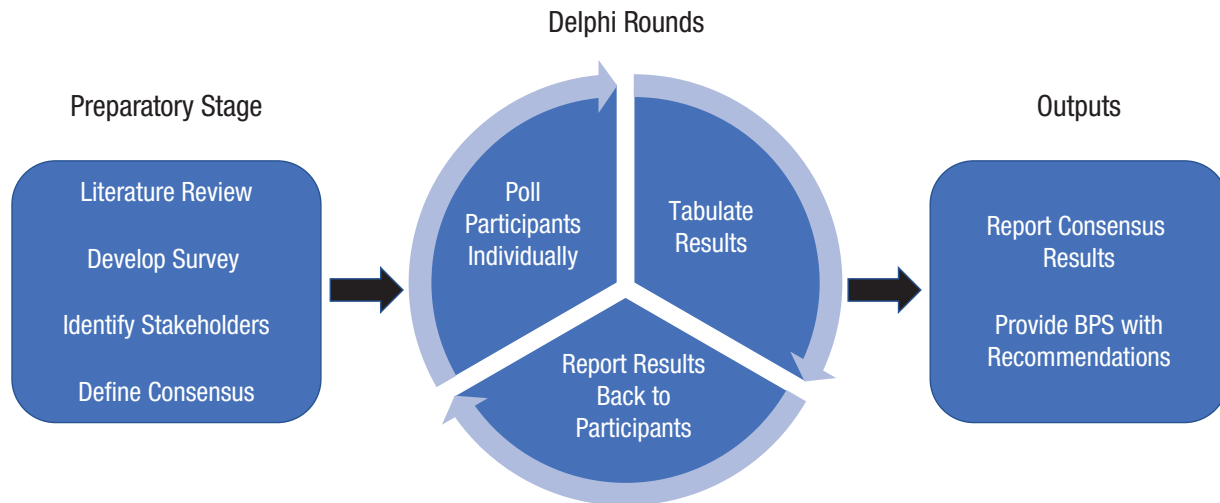 Delphi Rounds
Preparatory Stage
Literature Review
Develop Survey
Identify Stakeholders
Define Consensus
Poll
Participants
Individually
Tabulate
Results
Report Results
Back to
Participants
Outputs
Report Consensus
Results
Provide BPS with
Recommendations